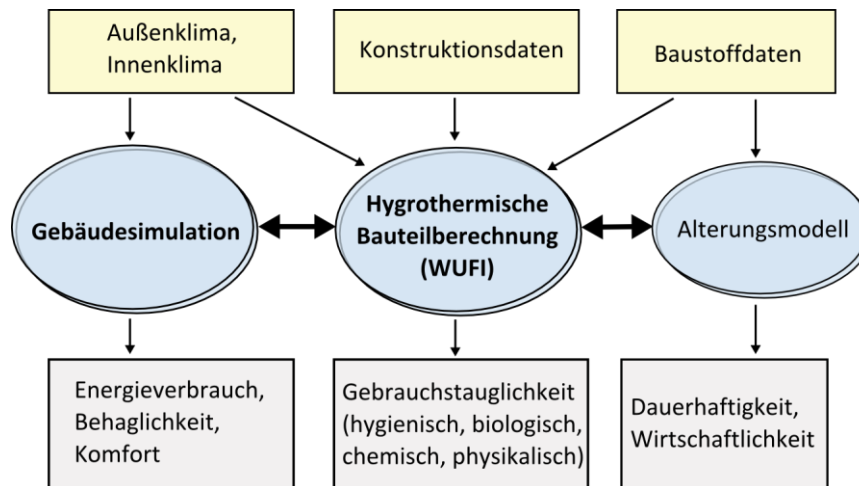 Außenklima,
Innenklima
Konstruktionsdaten
Baustoffdaten
Gebäudesimulation
Hygrothermische
Bauteilberechnung
(WUFI)
Alterungsmodell
Energieverbrauch,
Behaglichkeit,
Komfort
Gebrauchstauglichkeit
(hygienisch, biologisch,
chemisch, physikalisch)
Dauerhaftigkeit,
Wirtschaftlichkeit